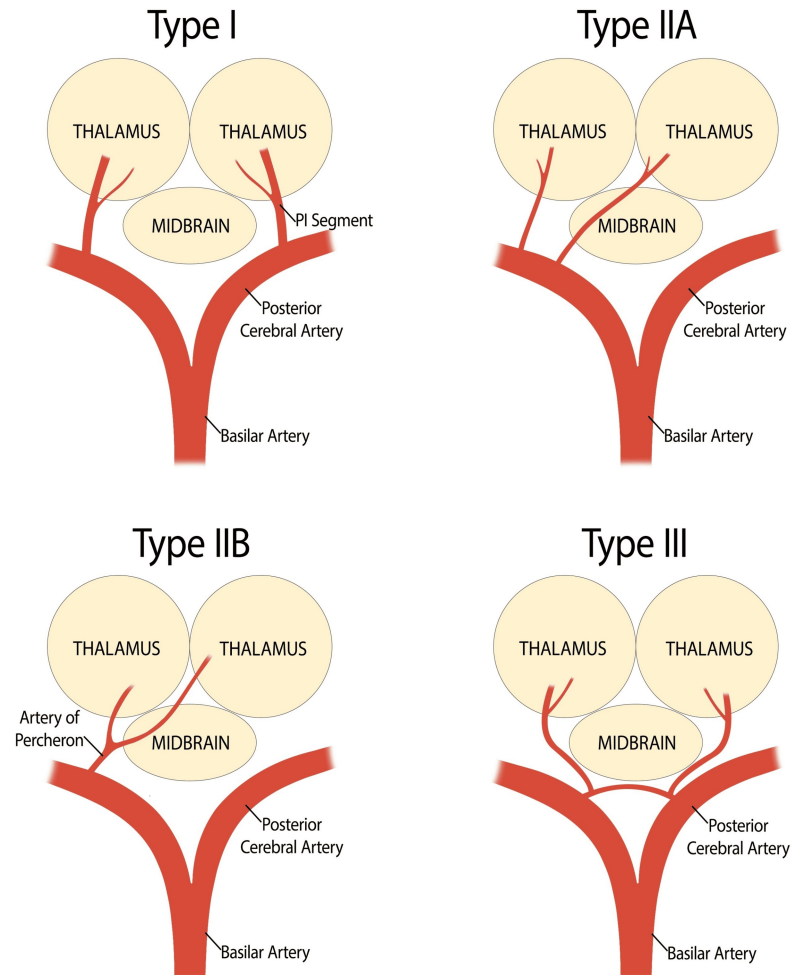 Type I
THALAMUS
THALAMUS
PI Segment
MIDBRAIN
Posterior
Cerebral Artery
Basilar Artery
Type IIA
THALAMUS
THALAMUS
MIDBRAIN
Posterior
Cerebral Artery
Basilar Artery
Type IIB
THALAMUS
THALAMUS
Artery of
Percheron
MIDBRAIN
Posterior
Cerebral Artery
Basilar Artery
Type III
THALAMUS
THALAMUS
MIDBRAIN
Posterior
Cerebral Artery
Basilar Artery